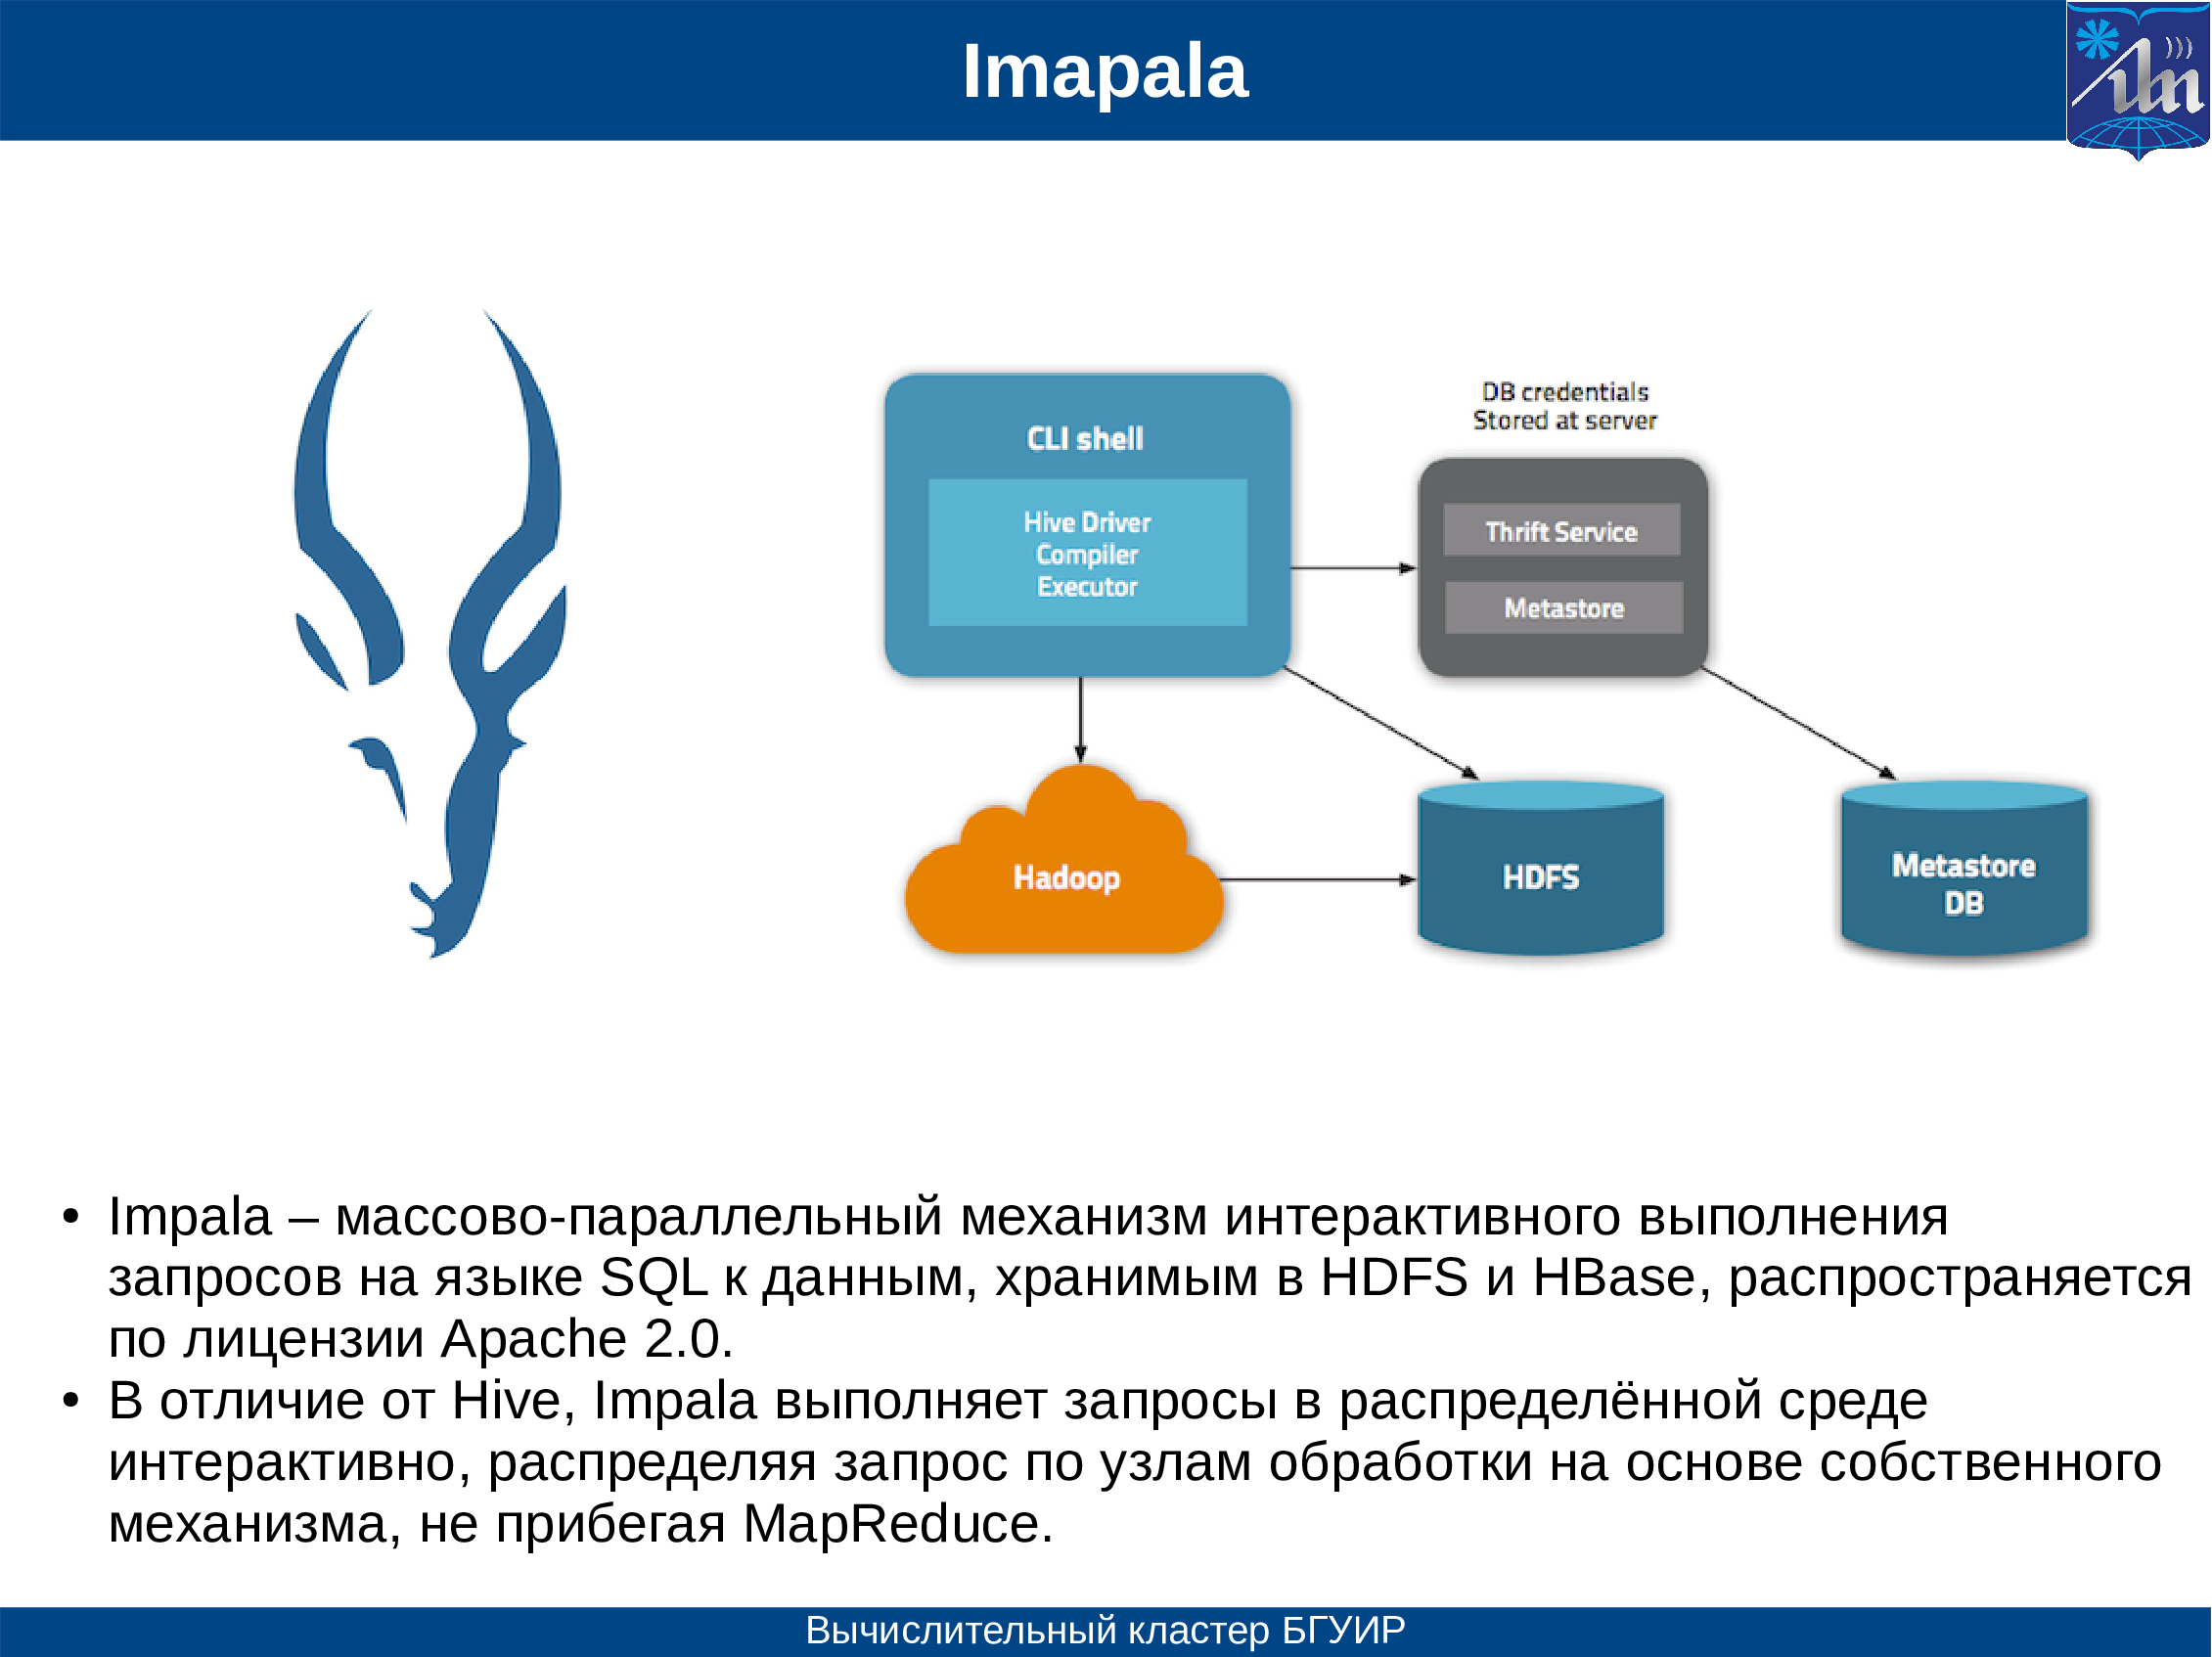 Imapala
CLI shell
Hive Driver
Compiler
Executor
DB credentials
Stored at server
Thrift Service
Metastore
Hadoop
HDFS
Metastore
DB
• Impala – массово-параллельный механизм интерактивного выполнения
запросов на языке SQL к данным, хранимым в HDFS и HBase, распространяется
по лицензии Apache 2.0.
• В отличие от Hive, Impala выполняет запросы в распределённой среде
интерактивно, распределяя запрос по узлам обработки на основе собственного
механизма, не прибегая MapReduce.
Вычислительный кластер БГУИР